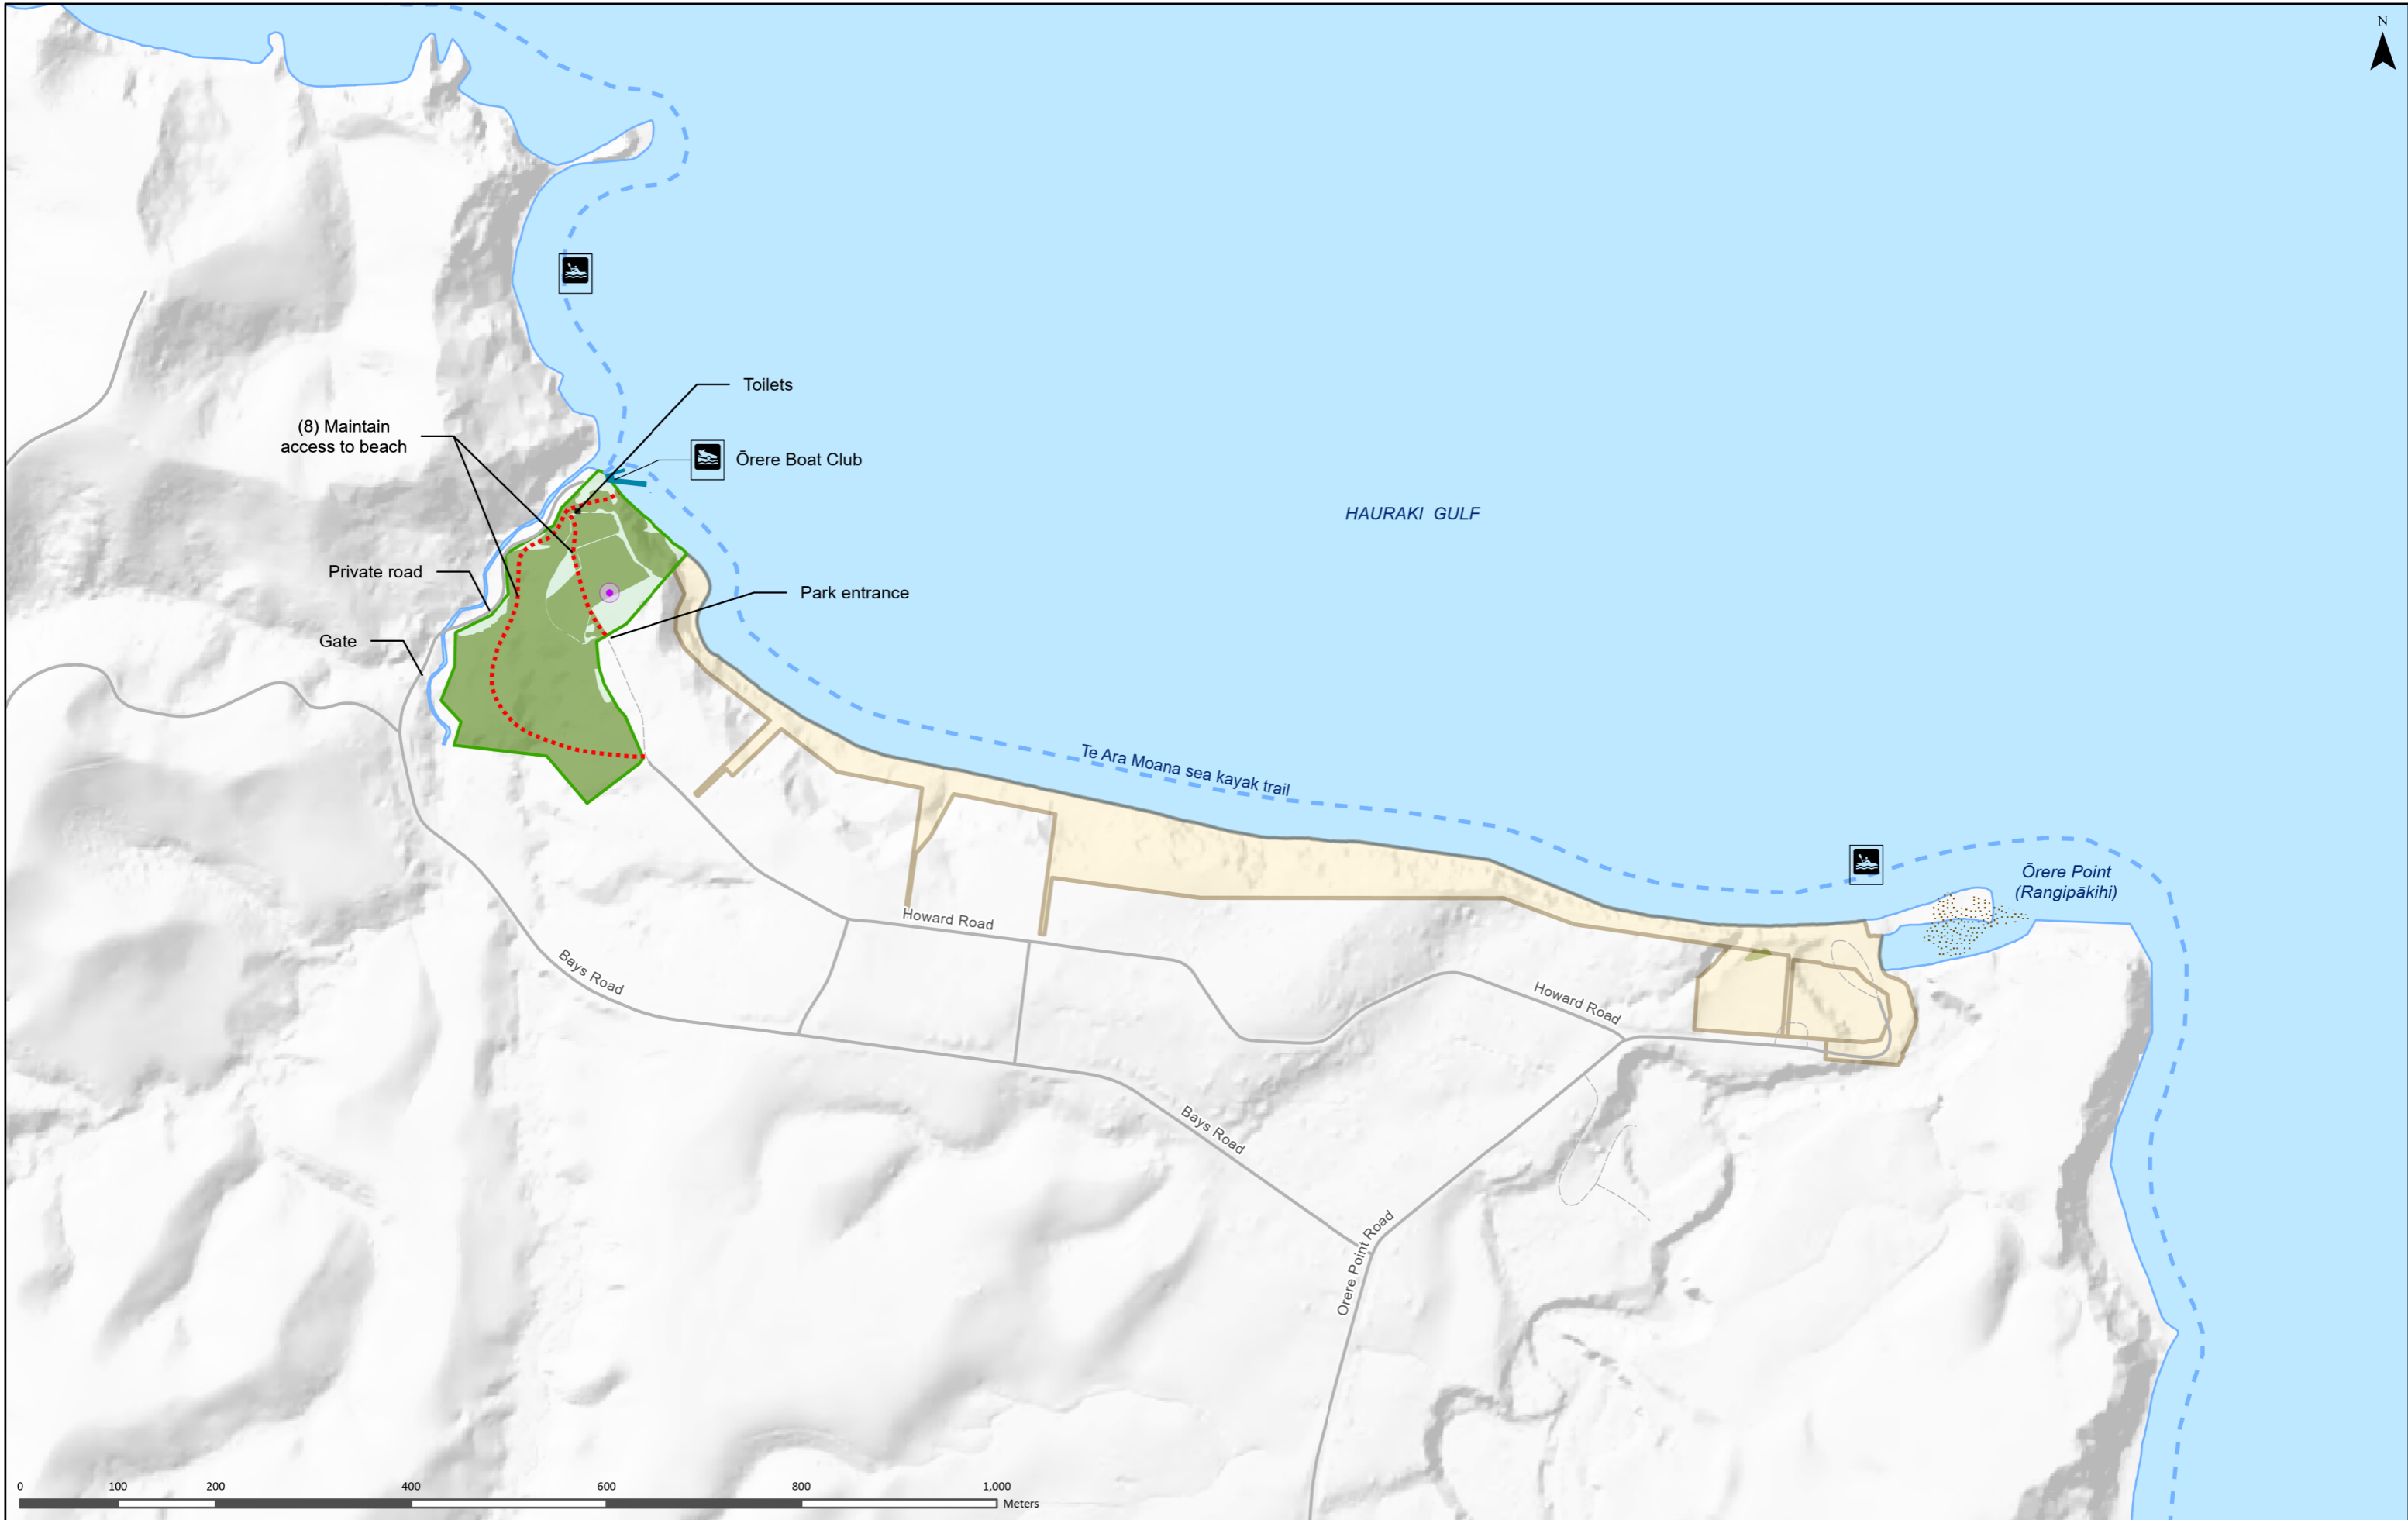 N
Toilets
(8) Maintain
access to beach
Ōrere Boat Club
HAURAKI GULF
Private road
Park entrance
Gate
Te Ara Moana sea kayak trail
Ōrere Point
(Rangipākihi)
Howard Road
Bays Road
Howard Road
Bays Road
Orere Point Road
0 100 200 400 600 800 1,000
Meters